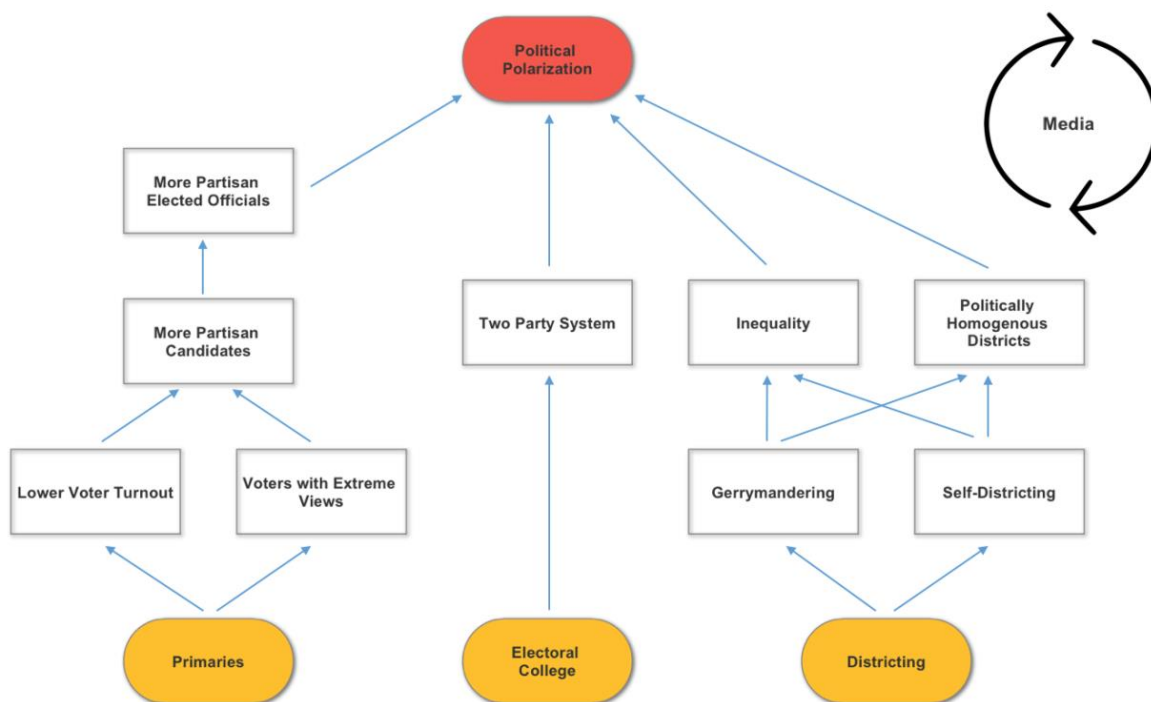 Political
Polarization
Media
More Partisan
Elected Officials
More Partisan
Candidates
Two Party System
Inequality
Politically
Homogenous
Districts
Lower Voter Turnout
Voters with Extreme
Views
Gerrymandering
Self-Districting
Primaries
Electoral
College
Districting